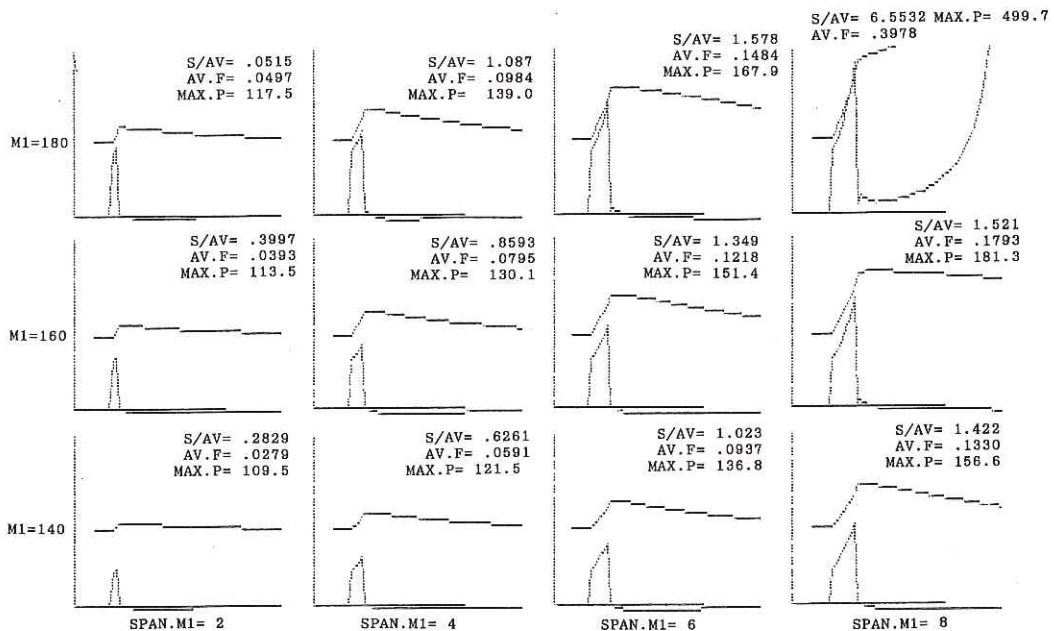 S/AV= .0515
AV.F= .0497
MAX.P= 117.5
S/AV= 1.087
AV.F= .0984
MAX.P= 139.0
S/AV= 1.578
AV.F= .1484
MAX.P= 167.9
S/AV= 6.5532 MAX.P= 499.7
AV.F= .3978
M1=180
S/AV= .3997
AV.F= .0393
MAX.P= 113.5
S/AV= .8593
AV.F= .0795
MAX.P= 130.1
S/AV= 1.349
AV.F= .1218
MAX.P= 151.4
S/AV= 1.521
AV.F= .1793
MAX.P= 181.3
M1=160
S/AV= .2829
AV.F= .0279
MAX.P= 109.5
S/AV= .6261
AV.F= .0591
MAX.P= 121.5
S/AV= 1.023
AV.F= .0937
MAX.P= 136.8
S/AV= 1.422
AV.F= .1330
MAX.P= 156.6
M1=140
SPAN.M1= 2
SPAN.M1= 4
SPAN.M1= 6
SPAN.M1= 8